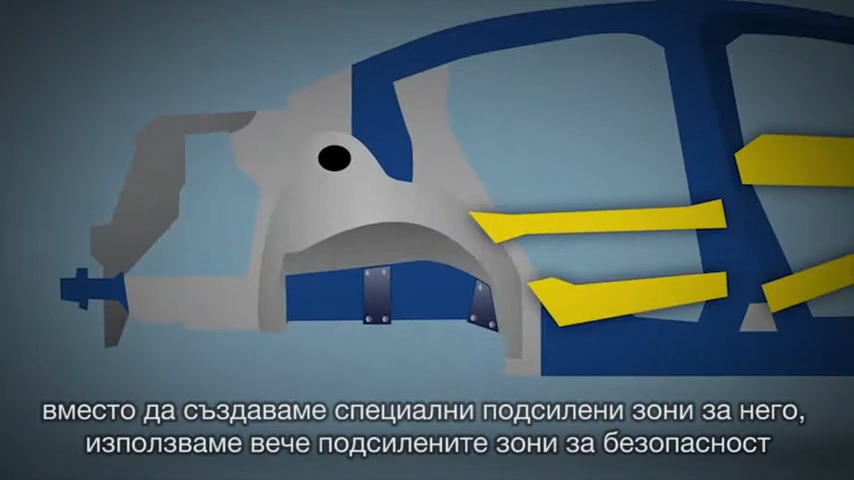 вместо да създаваме специални подсилени зони за него,
използваме вече подсилените зони за безопасност